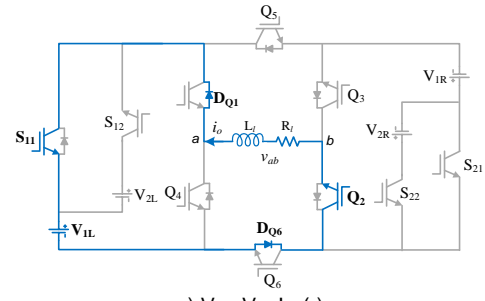 Q5
V1R
DQ1
Q3
S12
io
Ll
Rl
V2R
S11
a
b
vab
S21
Q4
V2L
Q2
S22
V1L
DQ6
Q6